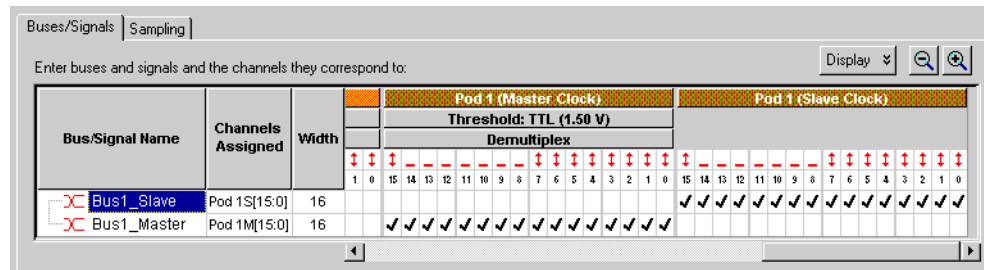 Buses/Signals Sampling
Enter buses and signals and the channels they correspond to:
Display
Bus/Signal Name Channels Assigned Width Pod 1 (Master Clock) Pod 1 (Slave Clock)
Threshold: TTL (1.50 V)
Demultiplex
1 0 15 14 13 12 11 10 9 8 7 6 5 4 3 2 1 0 15 14 13 12 11 10 9 8 7 6 5 4 3 2 1 0
Bus1_Slave Pod 1S[15:0] 16
Bus1_Master Pod 1M[15:0] 16